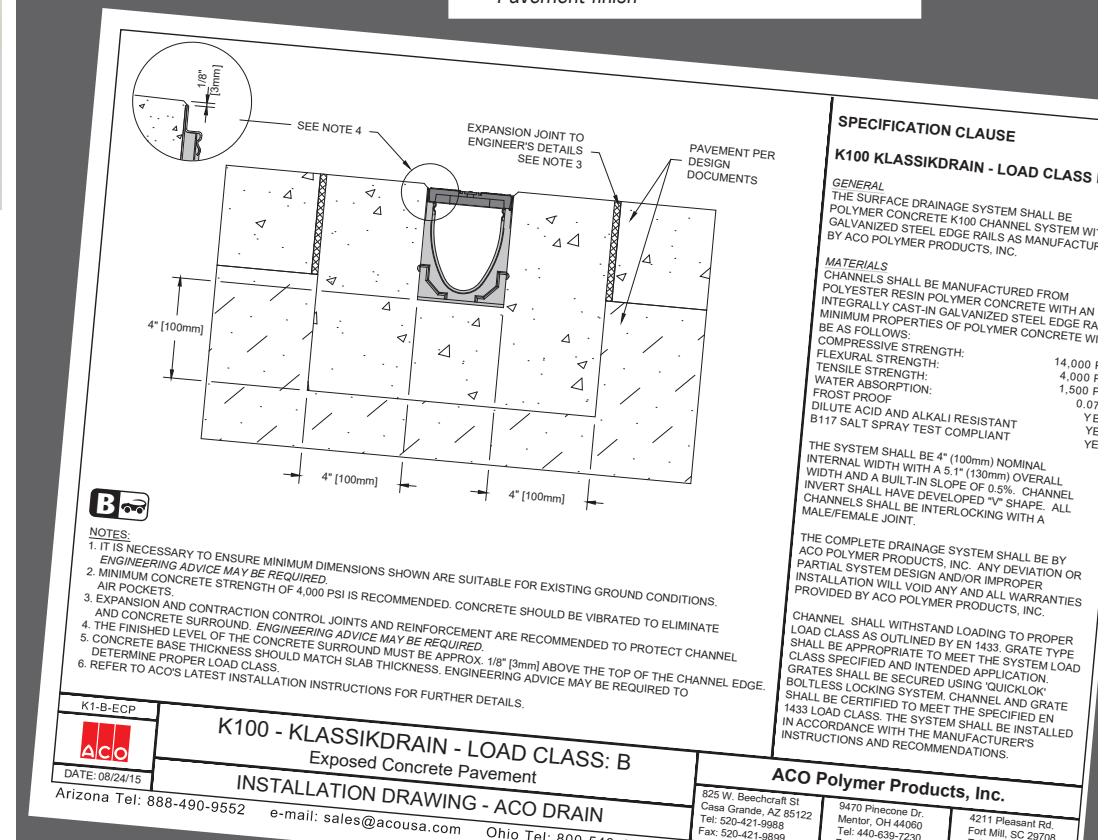 Pavement finish
1/8"
[3mm]
SEE NOTE 4
EXPANSION JOINT TO
ENGINEER'S DETAILS
SEE NOTE 3
PAVEMENT PER
DESIGN
DOCUMENTS
4" [100mm]
4" [100mm]
4" [100mm]
B
NOTES:
1. IT IS NECESSARY TO ENSURE MINIMUM DIMENSIONS SHOWN ARE SUITABLE FOR EXISTING GROUND CONDITIONS.
ENGINEERING ADVICE MAY BE REQUIRED.
2. MINIMUM CONCRETE STRENGTH OF 4,000 PSI IS RECOMMENDED. CONCRETE SHOULD BE VIBRATED TO ELIMINATE
AIR POCKETS.
3. EXPANSION AND CONTRACTION CONTROL JOINTS AND REINFORCEMENT ARE RECOMMENDED TO PROTECT CHANNEL
AND CONCRETE SURROUND. ENGINEERING ADVICE MAY BE REQUIRED.
4. THE FINISHED LEVEL OF THE CONCRETE SURROUND MUST BE APPROX. 1/8" [3mm] ABOVE THE TOP OF THE CHANNEL EDGE.
5. CONCRETE BASE THICKNESS SHOULD MATCH SLAB THICKNESS. ENGINEERING ADVICE MAY BE REQUIRED TO
DETERMINE PROPER LOAD CLASS.
6. REFER TO ACO'S LATEST INSTALLATION INSTRUCTIONS FOR FURTHER DETAILS.
SPECIFICATION CLAUSE
K100 KLASSIKDRAIN - LOAD CLASS
GENERAL
THE SURFACE DRAINAGE SYSTEM SHALL BE
POLYMER CONCRETE K100 CHANNEL SYSTEM
GALVANIZED STEEL EDGE RAILS AS
BY ACO POLYMER PRODUCTS, INC.
MATERIALS
CHANNELS SHALL BE MANUFACTURED FROM
POLYESTER RESIN POLYMER CONCRETE WITH AN
INTEGRALLY CAST-IN GALVANIZED STEEL EDGE
MINIMUM PROPERTIES OF POLYMER CONCRETE
BE AS FOLLOWS:
COMPRESSIVE STRENGTH: 14,000
FLEXURAL STRENGTH: 4,000
TENSILE STRENGTH: 1,500
WATER ABSORPTION: 0.07
FROST PROOF
DILUTE ACID AND ALKALI RESISTANT
B117 SALT SPRAY TEST COMPLIANT
THE SYSTEM SHALL BE 4" (100mm) NOMINAL
INTERNAL WIDTH WITH A 5.1" (130mm) OVERALL
WIDTH AND A BUILT-IN SLOPE OF 0.5%. CHANNEL
INVERT SHALL HAVE DEVELOPED "V" SHAPE. ALL
CHANNELS SHALL BE INTERLOCKING WITH A
MALE/FEMALE JOINT.
THE COMPLETE DRAINAGE SYSTEM SHALL BE BY
ACO POLYMER PRODUCTS, INC. ANY DEVIATION OR
PARTIAL SYSTEM DESIGN AND/OR IMPROPER
INSTALLATION WILL VOID ANY AND ALL WARRANTIES
PROVIDED BY ACO POLYMER PRODUCTS, INC.
CHANNEL SHALL WITHSTAND LOADING TO PROPER
LOAD CLASS AS OUTLINED BY EN 1433. GRATE TYPE
SHALL BE APPROPRIATE TO MEET THE SYSTEM LOAD
CLASS SPECIFIED AND INTENDED APPLICATION.
GRATES SHALL BE SECURED USING 'QUICKLOK'
BOLTLESS LOCKING SYSTEM. CHANNEL AND GRATE
SHALL BE CERTIFIED TO MEET THE SPECIFIED EN
1433 LOAD CLASS. THE SYSTEM SHALL BE INSTALLED
IN ACCORDANCE WITH THE MANUFACTURER'S
INSTRUCTIONS AND RECOMMENDATIONS.
K1-B-ECP
ACO
DATE: 08/24/15
K100 - KLASSIKDRAIN - LOAD CLASS: B
Exposed Concrete Pavement
INSTALLATION DRAWING - ACO DRAIN
Arizona Tel: 888-490-9552 e-mail: sales@acousa.com Ohio Tel:
ACO Polymer Products, Inc.
825 W. Beechcraft St
Casa Grande, AZ 85122
Tel: 520-421-9988
Fax: 520-421-9899
9470 Pinecone Dr.
Mentor, OH 44060
Tel: 440-639-7230
4211 Pleasant Rd.
Fort Mill, SC 29708